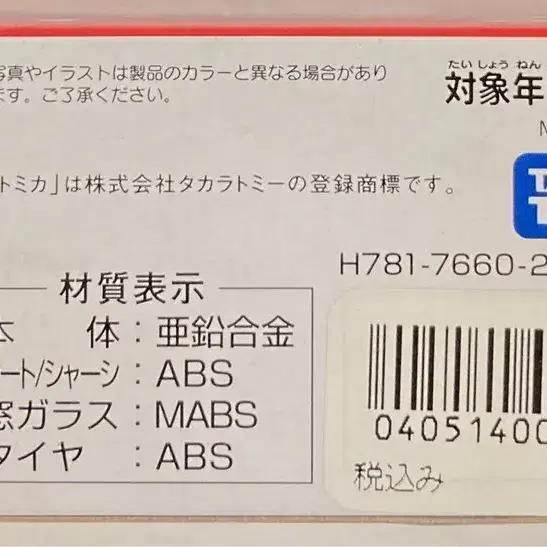 真やイラストは製品のカラーと異なる場合があり
ます。ご了承ください。
たいしょうねん
対象年
トミカ」は株式会社タカラトミーの登録商標です。
H781-7660-2
材質表示
本 体:亜鉛合金
ート/シャーシ:ABS
窓ガラス:MABS
タイヤ:ABS
04051400
税込み